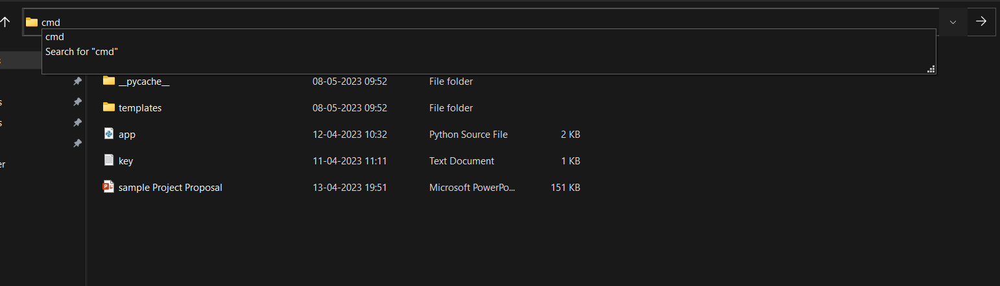 cmd
cmd
Search for "cmd"
__pycache__ 08-05-2023 09:52 File folder
templates 08-05-2023 09:52 File folder
app 12-04-2023 10:32 Python Source File 2 KB
key 11-04-2023 11:11 Text Document 1 KB
sample Project Proposal 13-04-2023 19:51 Microsoft PowerPo... 151 KB